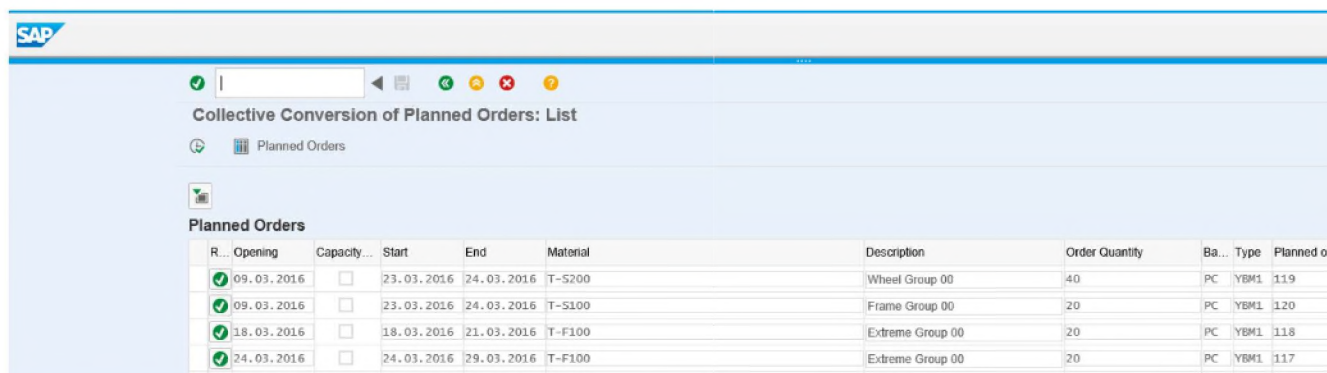 SAP
Collective Conversion of Planned Orders: List
Planned Orders
Planned Orders
R... Opening Capacity... Start End Material Description Order Quantity Ba... Type Planned o
09.03.2016 23.03.2016 24.03.2016 T-S200 Wheel Group 00 40 PC YBM1 119
09.03.2016 23.03.2016 24.03.2016 T-S100 Frame Group 00 20 PC YBM1 120
18.03.2016 18.03.2016 21.03.2016 T-F100 Extreme Group 00 20 PC YBM1 118
24.03.2016 24.03.2016 29.03.2016 T-F100 Extreme Group 00 20 PC YBM1 117